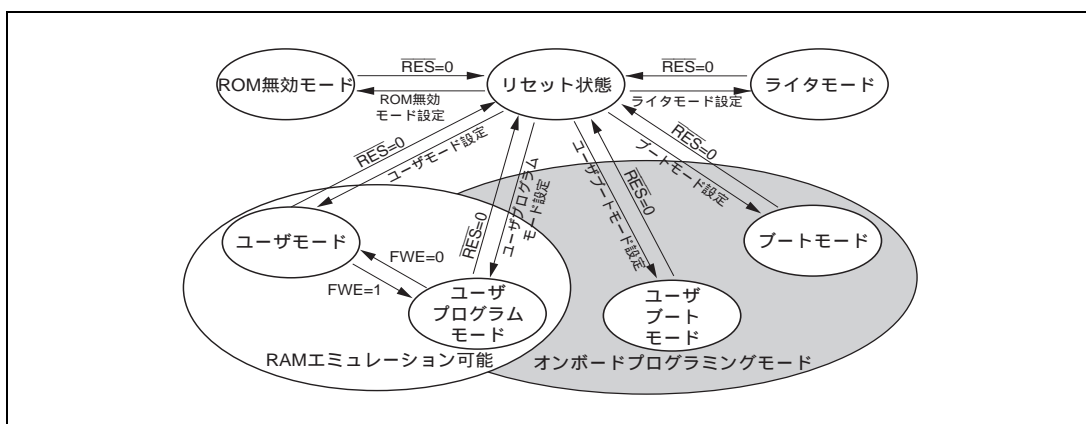 ROM無効モード
RES=0
リセット状態
RES=0
ライタモード
ROM無効
モード設定
ライタモード設定
RES=0
ユーザモード設定
RES=0
ユーザプログラム
モード設定
ユーザブートモード設定
RES=0
RES=0
ブートモード設定
ユーザモード
FWE=0
FWE=1
ユーザ
プログラム
モード
ユーザ
ブート
モード
ブートモード
RAMエミュレーション可能
オンボードプログラミングモード